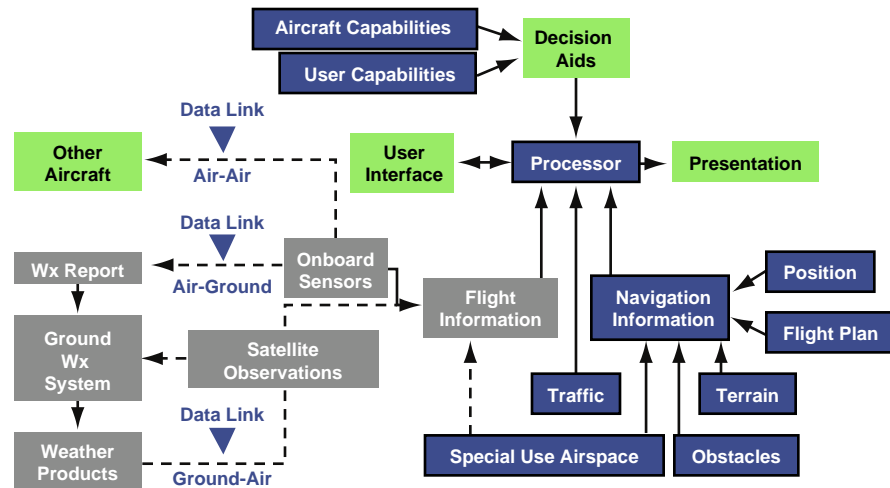 Aircraft Capabilities
User Capabilities
Decision
Aids
Data Link
Other
Aircraft
Air-Air
User
Interface
Processor
Presentation
Data Link
Wx Report
Air-Ground
Onboard
Sensors
Flight
Information
Navigation
Information
Position
Flight Plan
Ground
Wx
System
Satellite
Observations
Traffic
Terrain
Data Link
Weather
Products
Ground-Air
Special Use Airspace
Obstacles